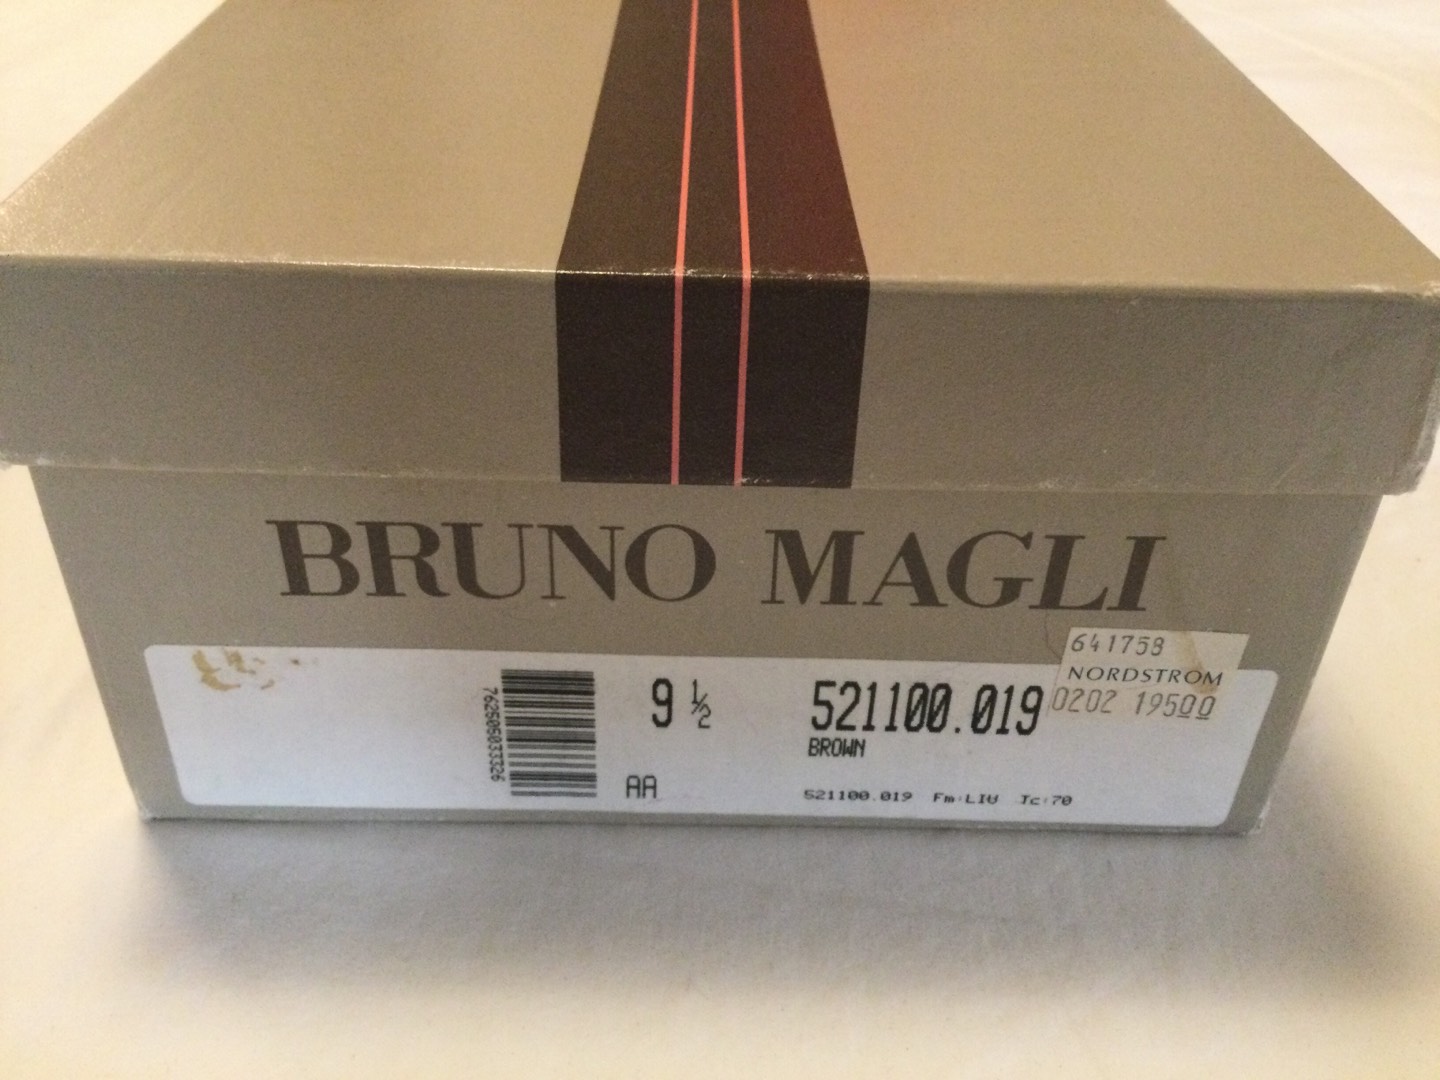 BRUNO MAGLI
641758
NORDSTROM
0202 19500
7625050033326
9 ½
521100.019
BROWN
AA
521100.019 Fm:LIU Tc:70